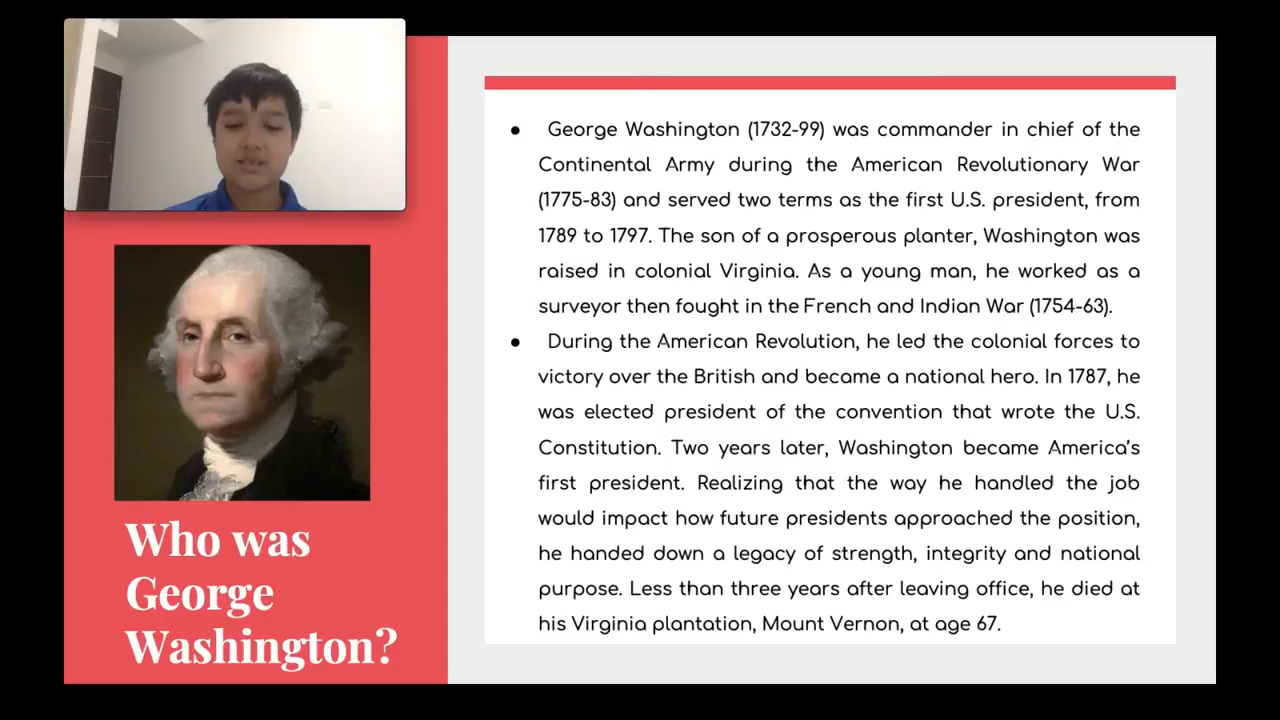 George Washington (1732-99) was commander in chief of the
Continental Army during the American Revolutionary War
(1775-83) and served two terms as the first U.S. president, from
1789 to 1797. The son of a prosperous planter, Washington was
raised in colonial Virginia. As a young man, he worked as a
surveyor then fought in the French and Indian War (1754-63).
During the American Revolution, he led the colonial forces to
victory over the British and became a national hero. In 1787, he
was elected president of the convention that wrote the U.S.
Constitution. Two years later, Washington became America's
first president. Realizing that the way he handled the job
would impact how future presidents approached the position,
he handed down a legacy of strength, integrity and national
purpose. Less than three years after leaving office, he died at
his Virginia plantation, Mount Vernon, at age 67.
Who was
George
Washington?